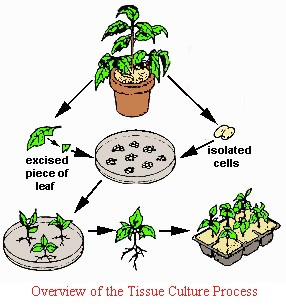 excised
piece of
leaf
isolated
cells
Overview of the Tissue Culture Process